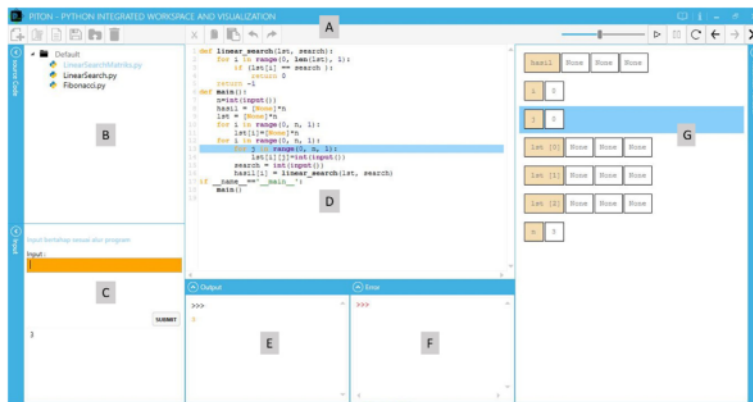 PITON - PYTHON INTEGRATED WORKSPACE AND VISUALIZATION
A
Source Code
Default
LinearSearchMatriks.py
LinearSearch.py
Fibonacci.py
B
Input
Input bertahap sesuai alur program
Input :
C
SUBMIT
3
1 def linear_search(lst, search):
2 for i in range(0, len(lst), 1):
3 if (lst[i] == search ):
4 return 0
5 return -1
6 def main():
7 n=int(input())
8 hasil = [None]*n
9 lst = [None]*n
10 for i in range(0, n, 1):
11 lst[i]=[None]*n
12 for i in range(0, n, 1):
13 for j in range(0, n, 1):
14 lst[i][j]=int(input())
15 search = int(input())
16 hasil[i] = linear_search(lst, search)
17 if __name__=='__main__':
18 main()
19
D
Output
>>>
3
E
Error
>>>
F
hasil None None None
i 0
j 0
G
lst [0] None None None
lst [1] None None None
lst [2] None None None
n 3